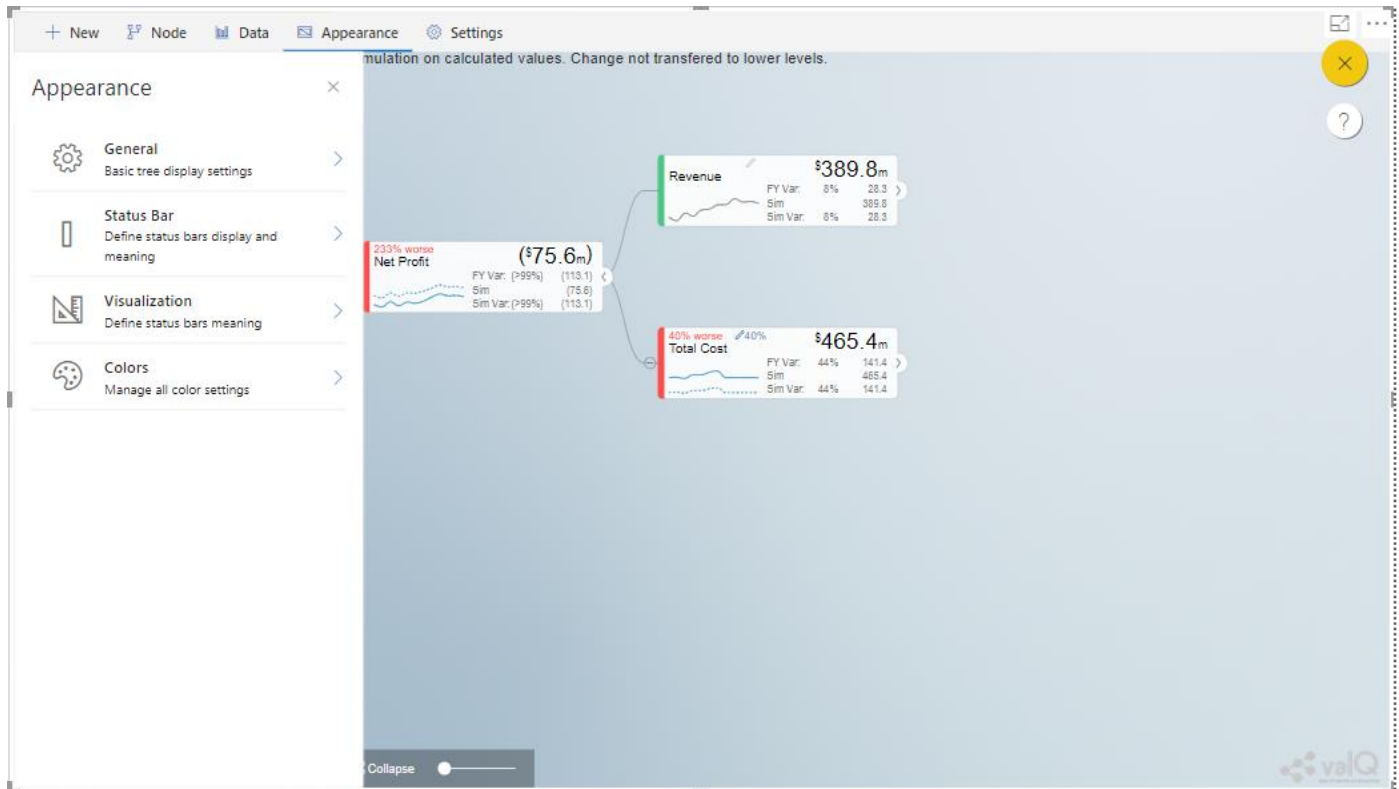 New Node Data Appearance Settings
mulation on calculated values. Change not transfered to lower levels.
Appearance
General
Basic tree display settings
Status Bar
Define status bars display and
meaning
Visualization
Define status bars meaning
Colors
Manage all color settings
233% worse
Net Profit
($75.6m)
FY Var: (>99%) (113.1)
Sim (75.6)
Sim Var: (>99%) (113.1)
Revenue
$389.8m
FY Var: 8% 28.3
Sim 389.8
Sim Var: 8% 28.3
40% worse 40%
Total Cost
$465.4m
FY Var: 44% 141.4
Sim 465.4
Sim Var: 44% 141.4
Collapse
valQ